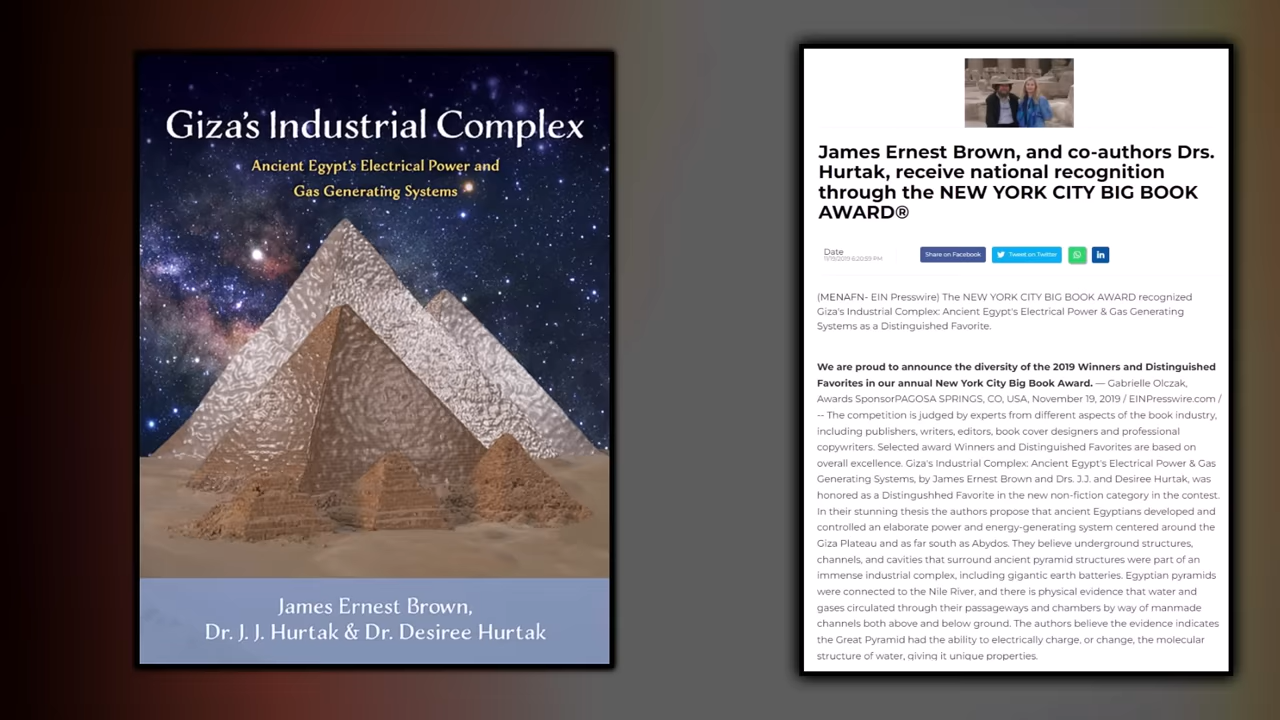 Giza's Industrial Complex
Ancient Egypt's Electrical Power and
Gas Generating Systems
James Ernest Brown,
Dr. J. J. Hurtak & Dr. Desiree Hurtak
James Ernest Brown, and co-authors Drs.
Hurtak, receive national recognition
through the NEW YORK CITY BIG BOOK
AWARD®
Date
11/19/2019 6:20:59 PM
Share on Facebook
Tweet on Twitter
in
(MENAFN- EIN Presswire) The NEW YORK CITY BIG BOOK AWARD recognized
Giza's Industrial Complex: Ancient Egypt's Electrical Power & Gas Generating
Systems as a Distinguished Favorite.
We are proud to announce the diversity of the 2019 Winners and Distinguished
Favorites in our annual New York City Big Book Award. — Gabrielle Olczak,
Awards SponsorPAGOSA SPRINGS, CO, USA, November 19, 2019 / EINPresswire.com /
-- The competition is judged by experts from different aspects of the book industry,
including publishers, writers, editors, book cover designers and professional
copywriters. Selected award Winners and Distinguished Favorites are based on
overall excellence. Giza's Industrial Complex: Ancient Egypt's Electrical Power & Gas
Generating Systems, by James Ernest Brown and Drs. J.J. and Desiree Hurtak, was
honored as a Distingushhed Favorite in the new non-fiction category in the contest.
In their stunning thesis the authors propose that ancient Egyptians developed and
controlled an elaborate power and energy-generating system centered around the
Giza Plateau and as far south as Abydos. They believe underground structures,
channels, and cavities that surround ancient pyramid structures were part of an
immense industrial complex, including gigantic earth batteries. Egyptian pyramids
were connected to the Nile River, and there is physical evidence that water and
gases circulated through their passageways and chambers by way of manmade
channels both above and below ground. The authors believe the evidence indicates
the Great Pyramid had the ability to electrically charge, or change, the molecular
structure of water, giving it unique properties.